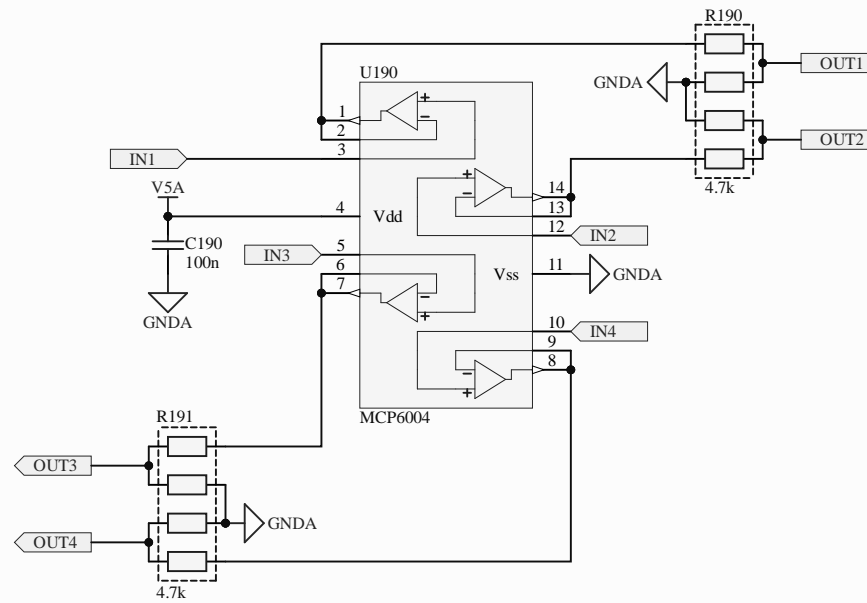 R190
OUT1
GNDA
OUT2
4.7k
U190
1
2
3
IN1
14
13
12
IN2
V5A
4
Vdd
C190
100n
GNDA
IN3
5
6
7
Vss
11
GNDA
10
IN4
9
8
MCP6004
R191
OUT3
GNDA
OUT4
4.7k